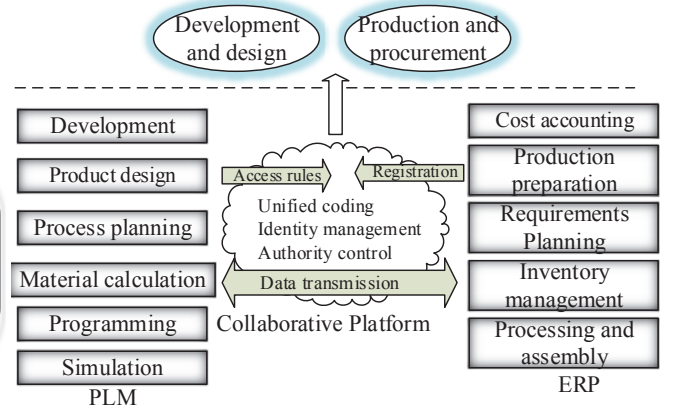 Development
and design
Production and
procurement
Development
Product design
Process planning
Material calculation
Programming
Simulation
PLM
Access rules
Registration
Unified coding
Identity management
Authority control
Data transmission
Collaborative Platform
Cost accounting
Production
preparation
Requirements
Planning
Inventory
management
Processing and
assembly
ERP